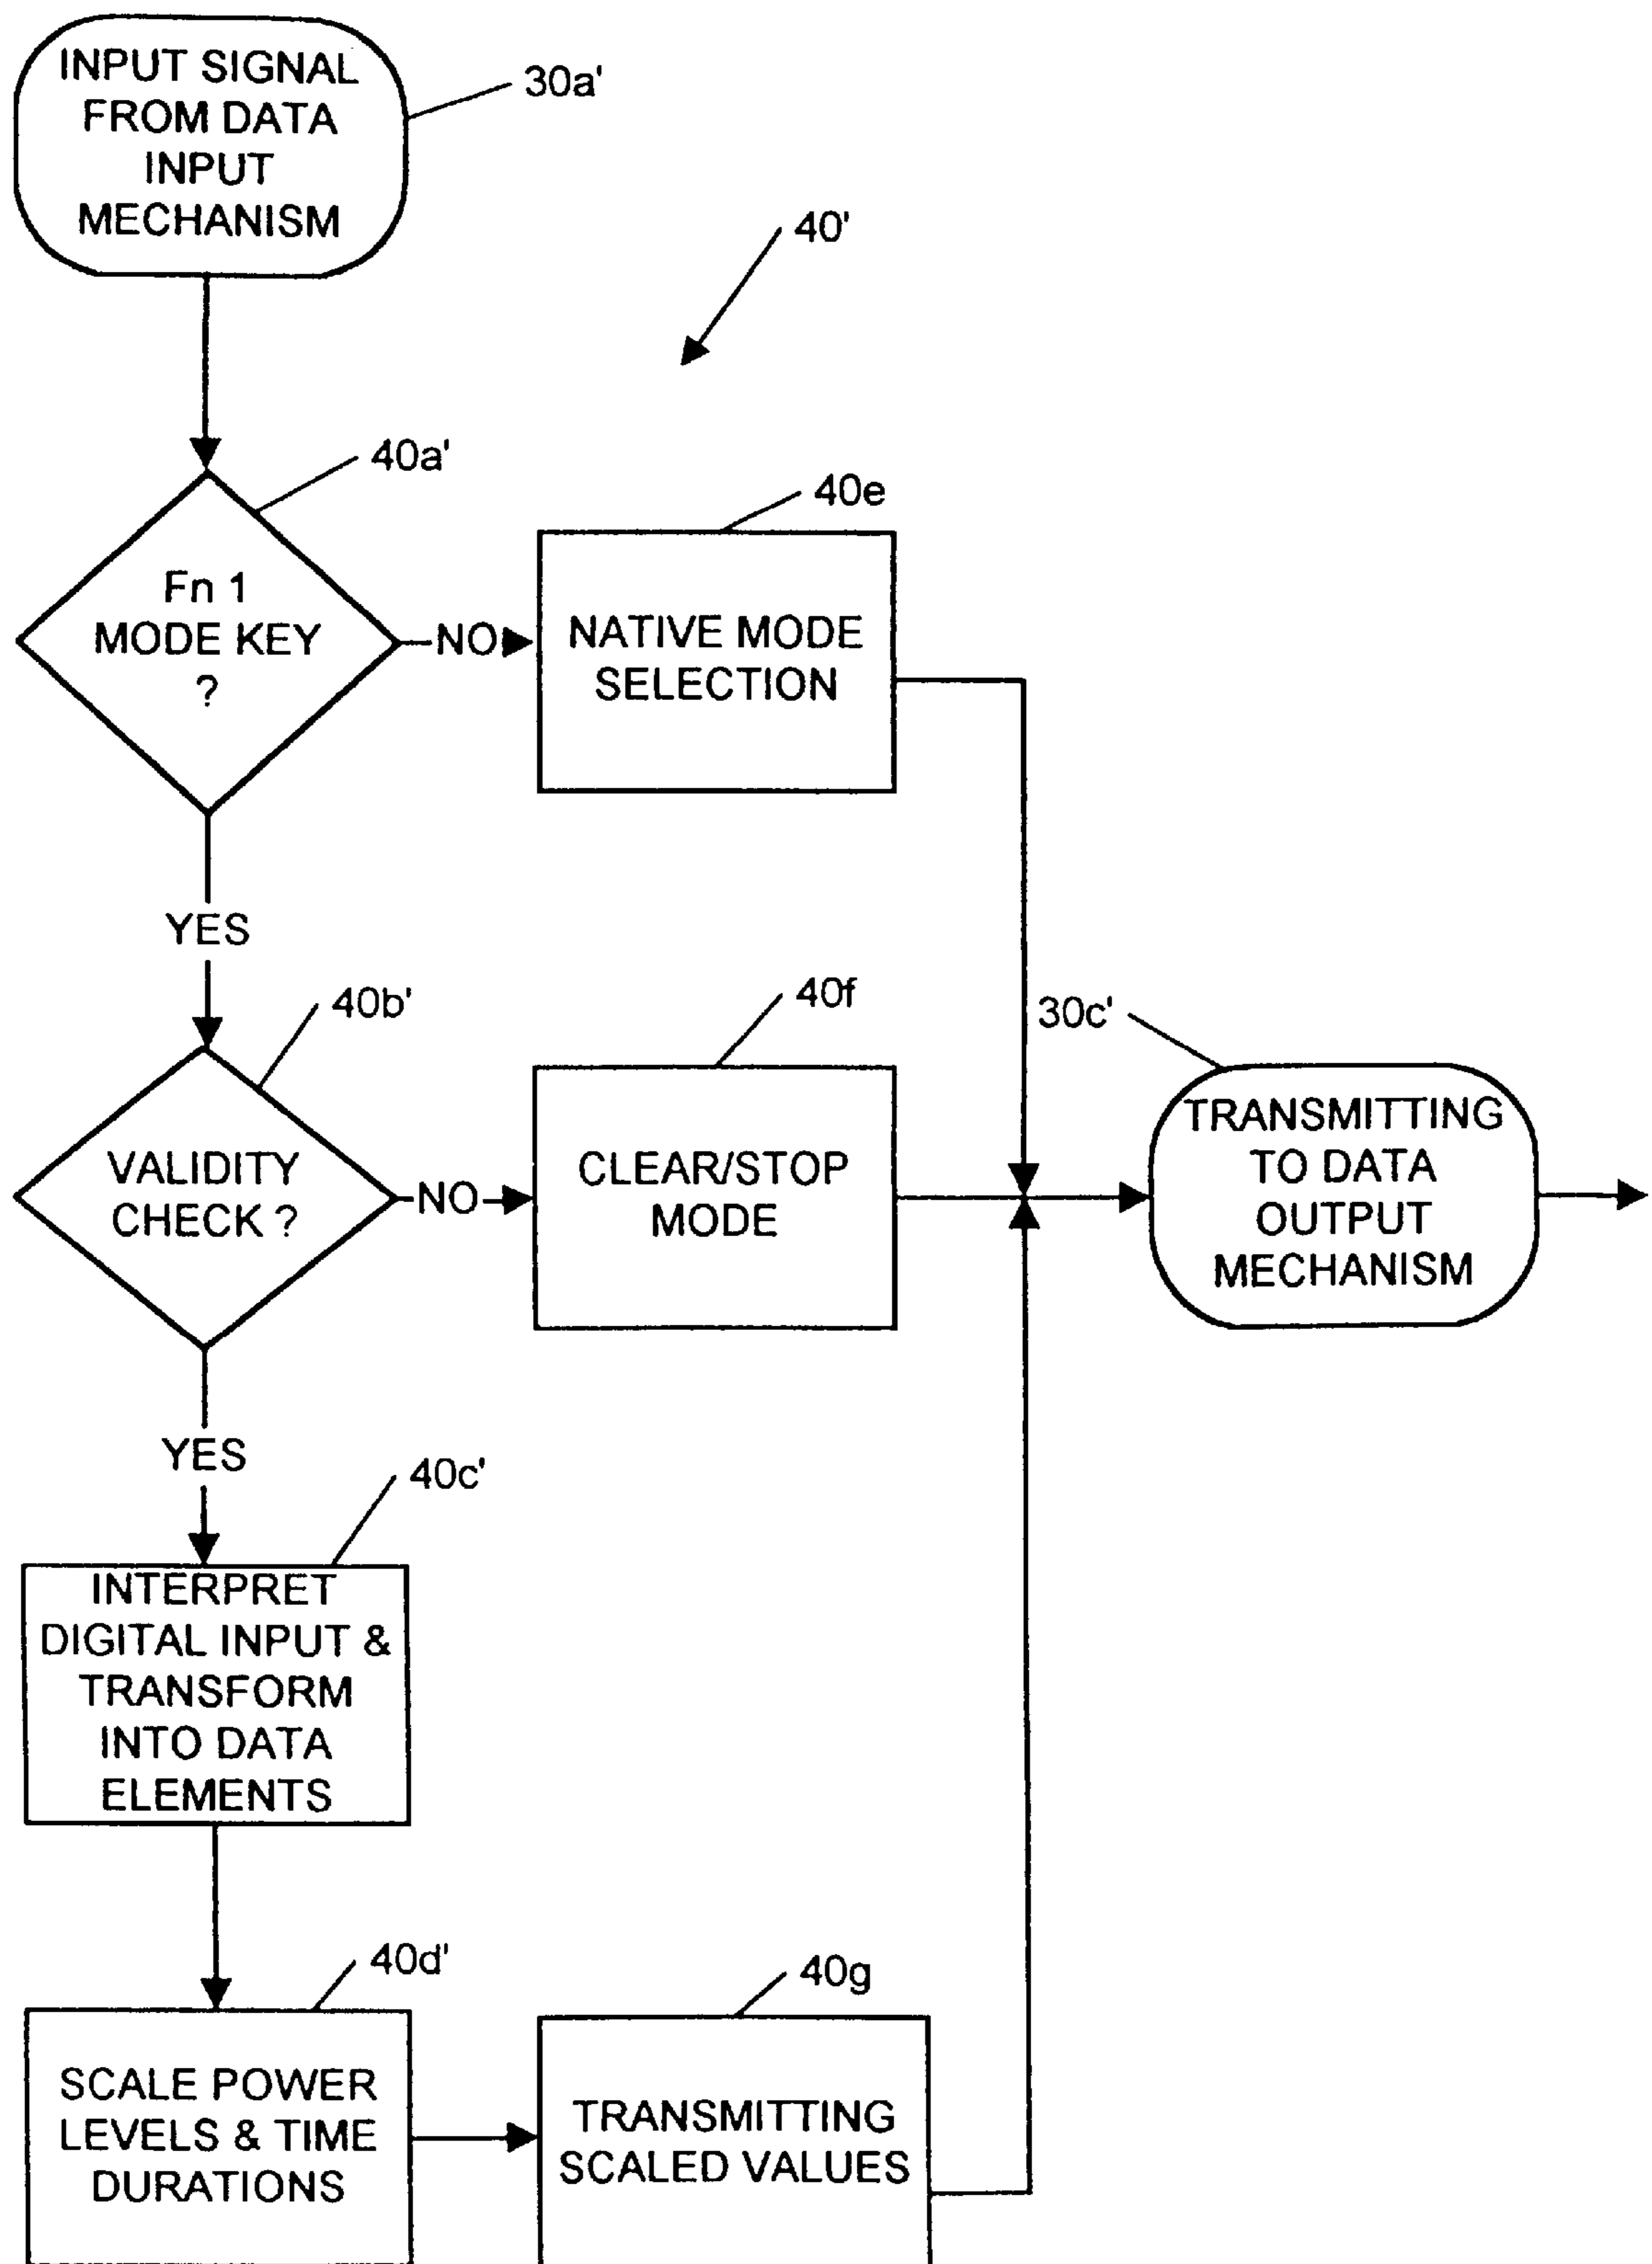 INPUT SIGNAL
FROM DATA
INPUT
MECHANISM
30a'
40'
40a'
Fn 1
MODE KEY
?
NO
40e
NATIVE MODE
SELECTION
YES
40b'
VALIDITY
CHECK ?
NO
40f
CLEAR/STOP
MODE
30c'
TRANSMITTING
TO DATA
OUTPUT
MECHANISM
YES
40c'
INTERPRET
DIGITAL INPUT &
TRANSFORM
INTO DATA
ELEMENTS
40d'
SCALE POWER
LEVELS & TIME
DURATIONS
40g
TRANSMITTING
SCALED VALUES